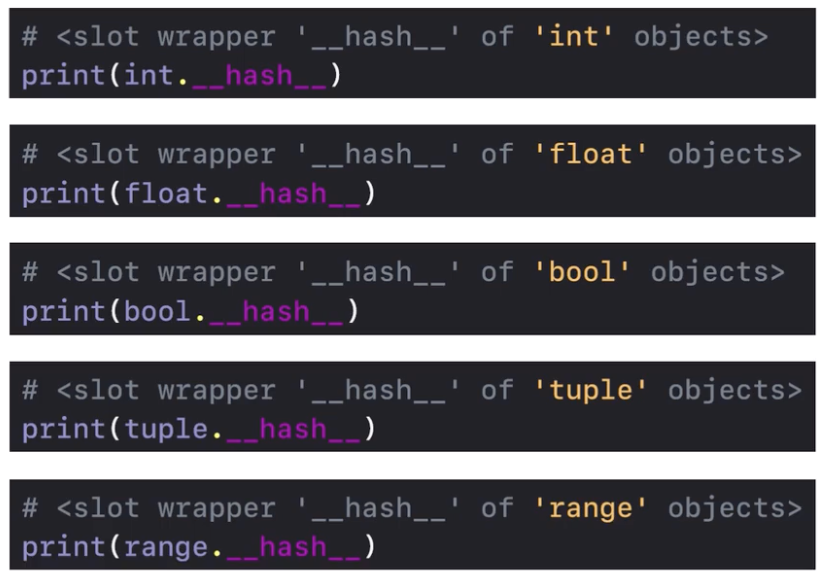 # <slot wrapper '__hash__' of 'int' objects>
print(int.__hash__)
# <slot wrapper '__hash__' of 'float' objects>
print(float.__hash__)
# <slot wrapper '__hash__' of 'bool' objects>
print(bool.__hash__)
# <slot wrapper '__hash__' of 'tuple' objects>
print(tuple.__hash__)
# <slot wrapper '__hash__' of 'range' objects>
print(range.__hash__)